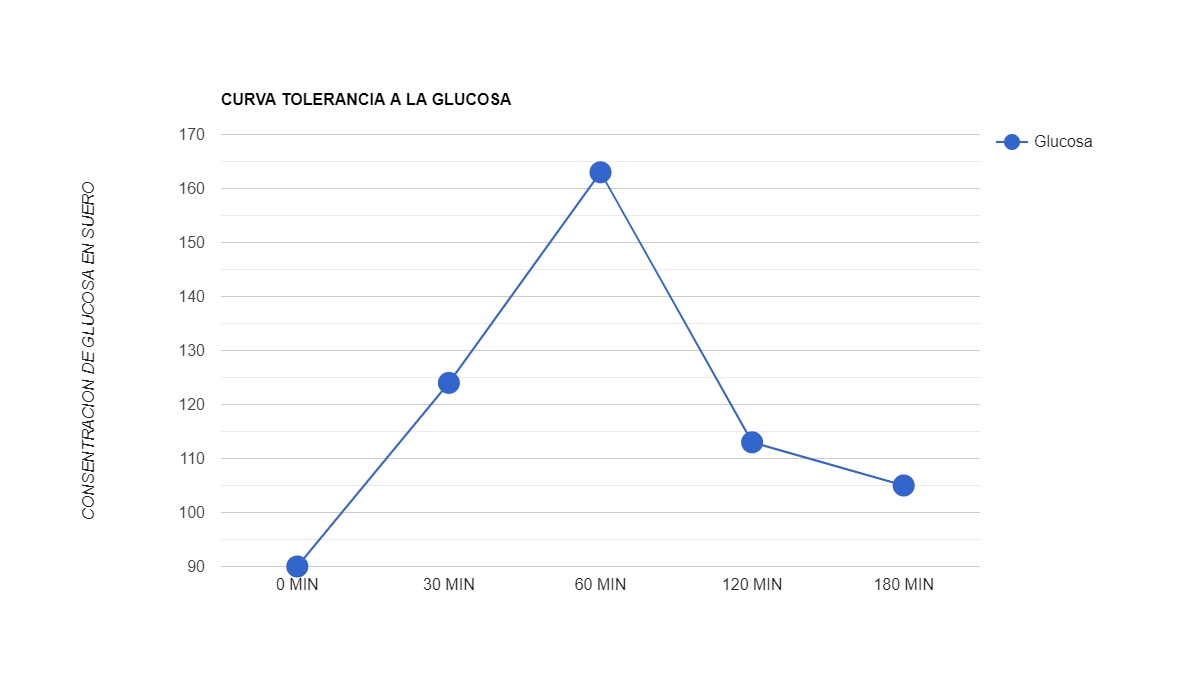 CURVA TOLERANCIA A LA GLUCOSA
Glucosa
CONSENTRACION DE GLUCOSA EN SUERO
170
160
150
140
130
120
110
100
90
0 MIN
30 MIN
60 MIN
120 MIN
180 MIN